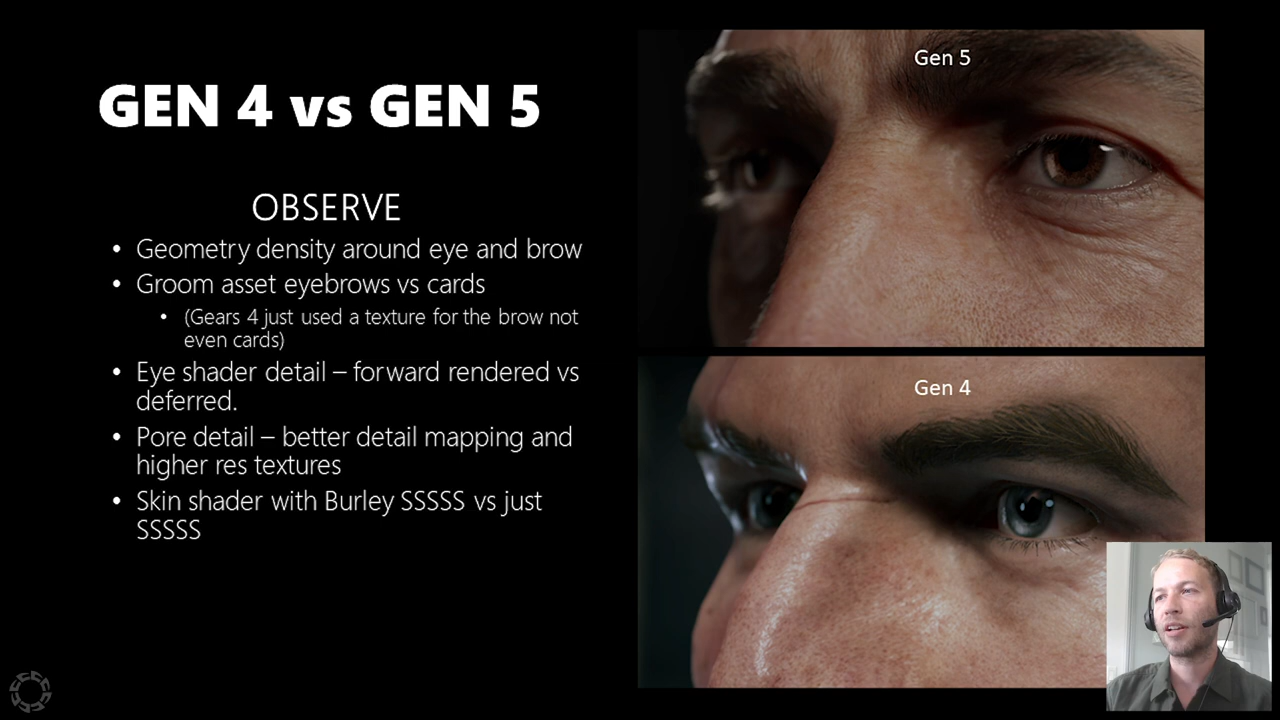 GEN 4 vs GEN 5
OBSERVE
• Geometry density around eye and brow
• Groom asset eyebrows vs cards
• (Gears 4 just used a texture for the brow not
even cards)
• Eye shader detail – forward rendered vs
deferred.
• Pore detail – better detail mapping and
higher res textures
• Skin shader with Burley SSSSS vs just
SSSSS
Gen 5
Gen 4